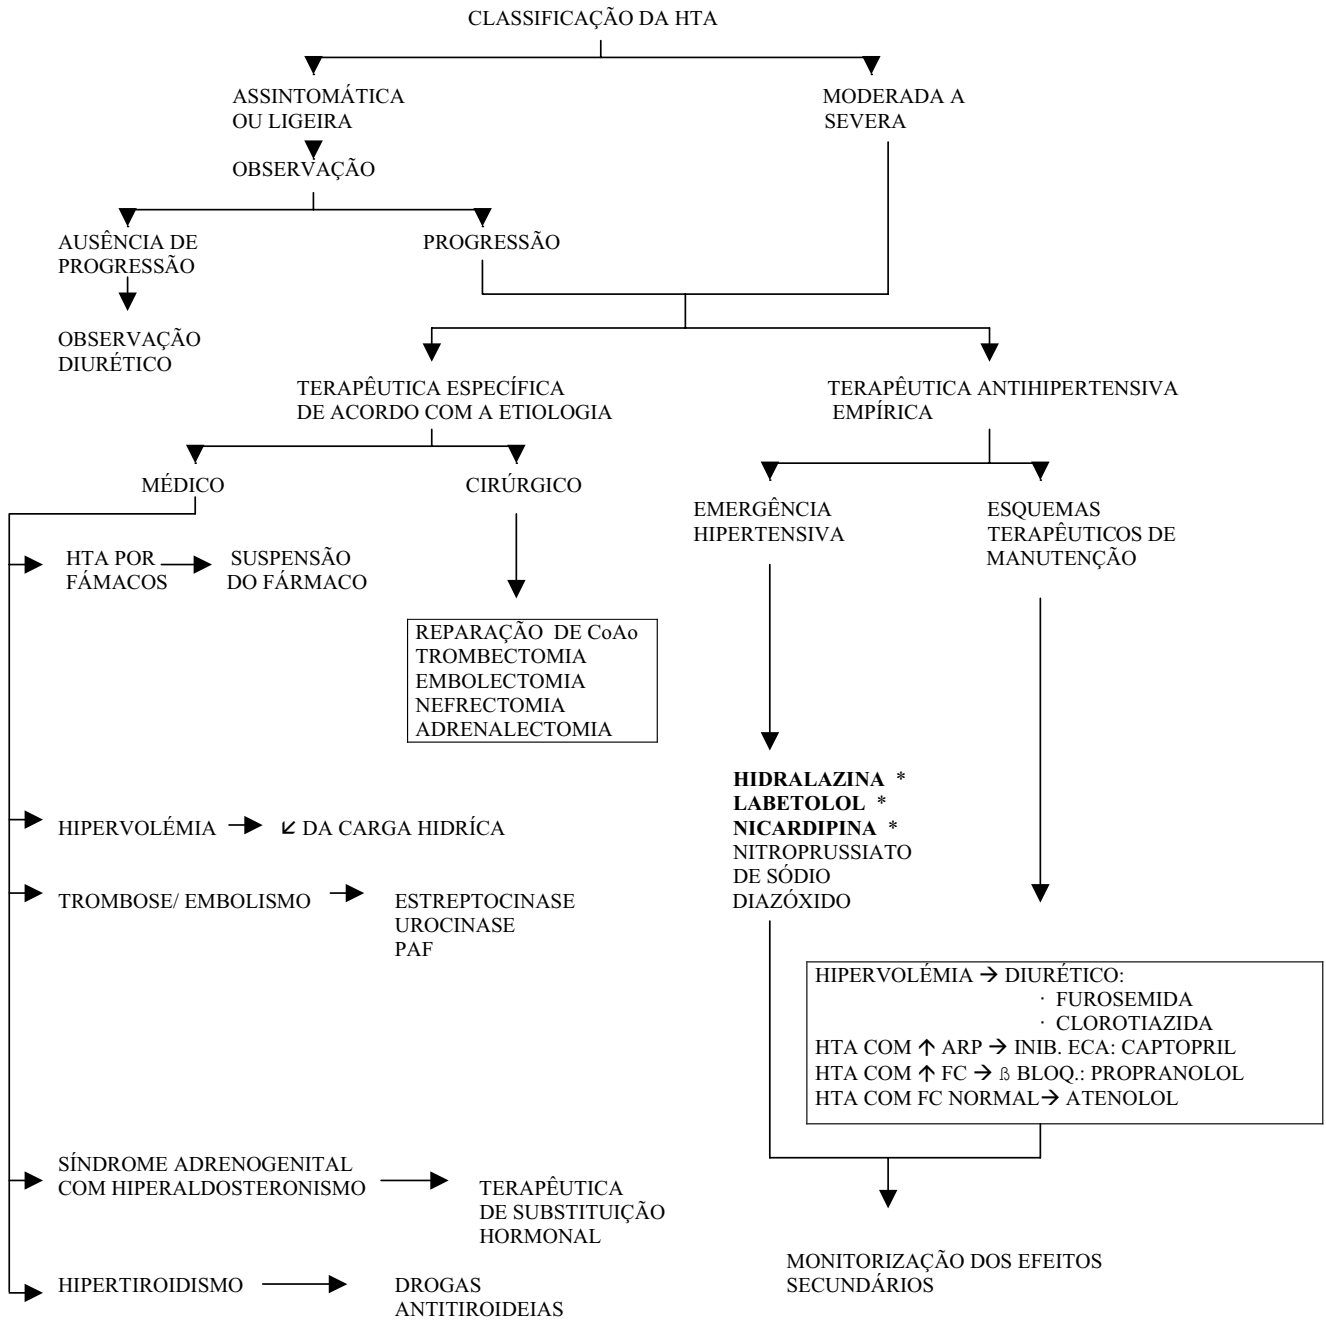 CLASSIFICAÇÃO DA HTA
ASSINTOMÁTICA
OU LIGEIRA
MODERADA A
SEVERA
OBSERVAÇÃO
AUSÊNCIA DE
PROGRESSÃO
PROGRESSÃO
OBSERVAÇÃO
DIURÉTICO
TERAPÊUTICA ESPECÍFICA
DE ACORDO COM A ETIOLOGIA
TERAPÊUTICA ANTIHIPERTENSIVA
EMPÍRICA
MÉDICO
CIRÚRGICO
EMERGÊNCIA
HIPERTENSIVA
ESQUEMAS
TERAPÊUTICOS DE
MANUTENÇÃO
HTA POR
FÁMACOS
SUSPENSÃO
DO FÁRMACO
REPARAÇÃO DE CoAo
TROMBECTOMIA
EMBOLECTOMIA
NEFRECTOMIA
ADRENALECTOMIA
HIDRALAZINA *
LABETOLOL *
NICARDIPINA *
NITROPRUSSIATO
DE SÓDIO
DIAZÓXIDO
HIPERVOLÉMIA → ↙ DA CARGA HIDRÍCA
TROMBOSE/ EMBOLISMO
ESTREPTOCINASE
UROCINASE
PAF
HIPERVOLÉMIA → DIURÉTICO:
· FUROSEMIDA
· CLOROTIAZIDA
HTA COM ↑ ARP → INIB. ECA: CAPTOPRIL
HTA COM ↑ FC → ß BLOQ.: PROPRANOLOL
HTA COM FC NORMAL→ ATENOLOL
SÍNDROME ADRENOGENITAL
COM HIPERALDOSTERONISMO
TERAPÊUTICA
DE SUBSTITUIÇÃO
HORMONAL
MONITORIZAÇÃO DOS EFEITOS
SECUNDÁRIOS
HIPERTIROIDISMO
DROGAS
ANTITIROIDEIAS